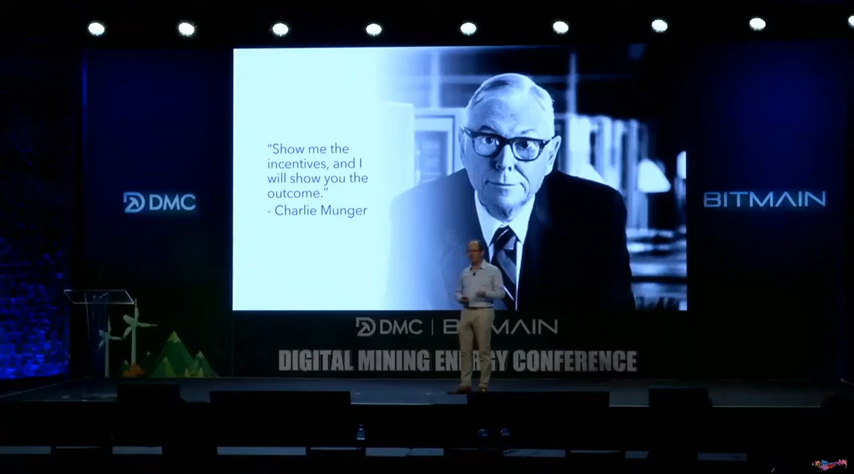 "Show me the
incentives, and I
will show you the
outcome."
- Charlie Munger
DMC
BITMAIN
DMC | B MAIN
DIGITAL MINING ENERGY CONFERENCE